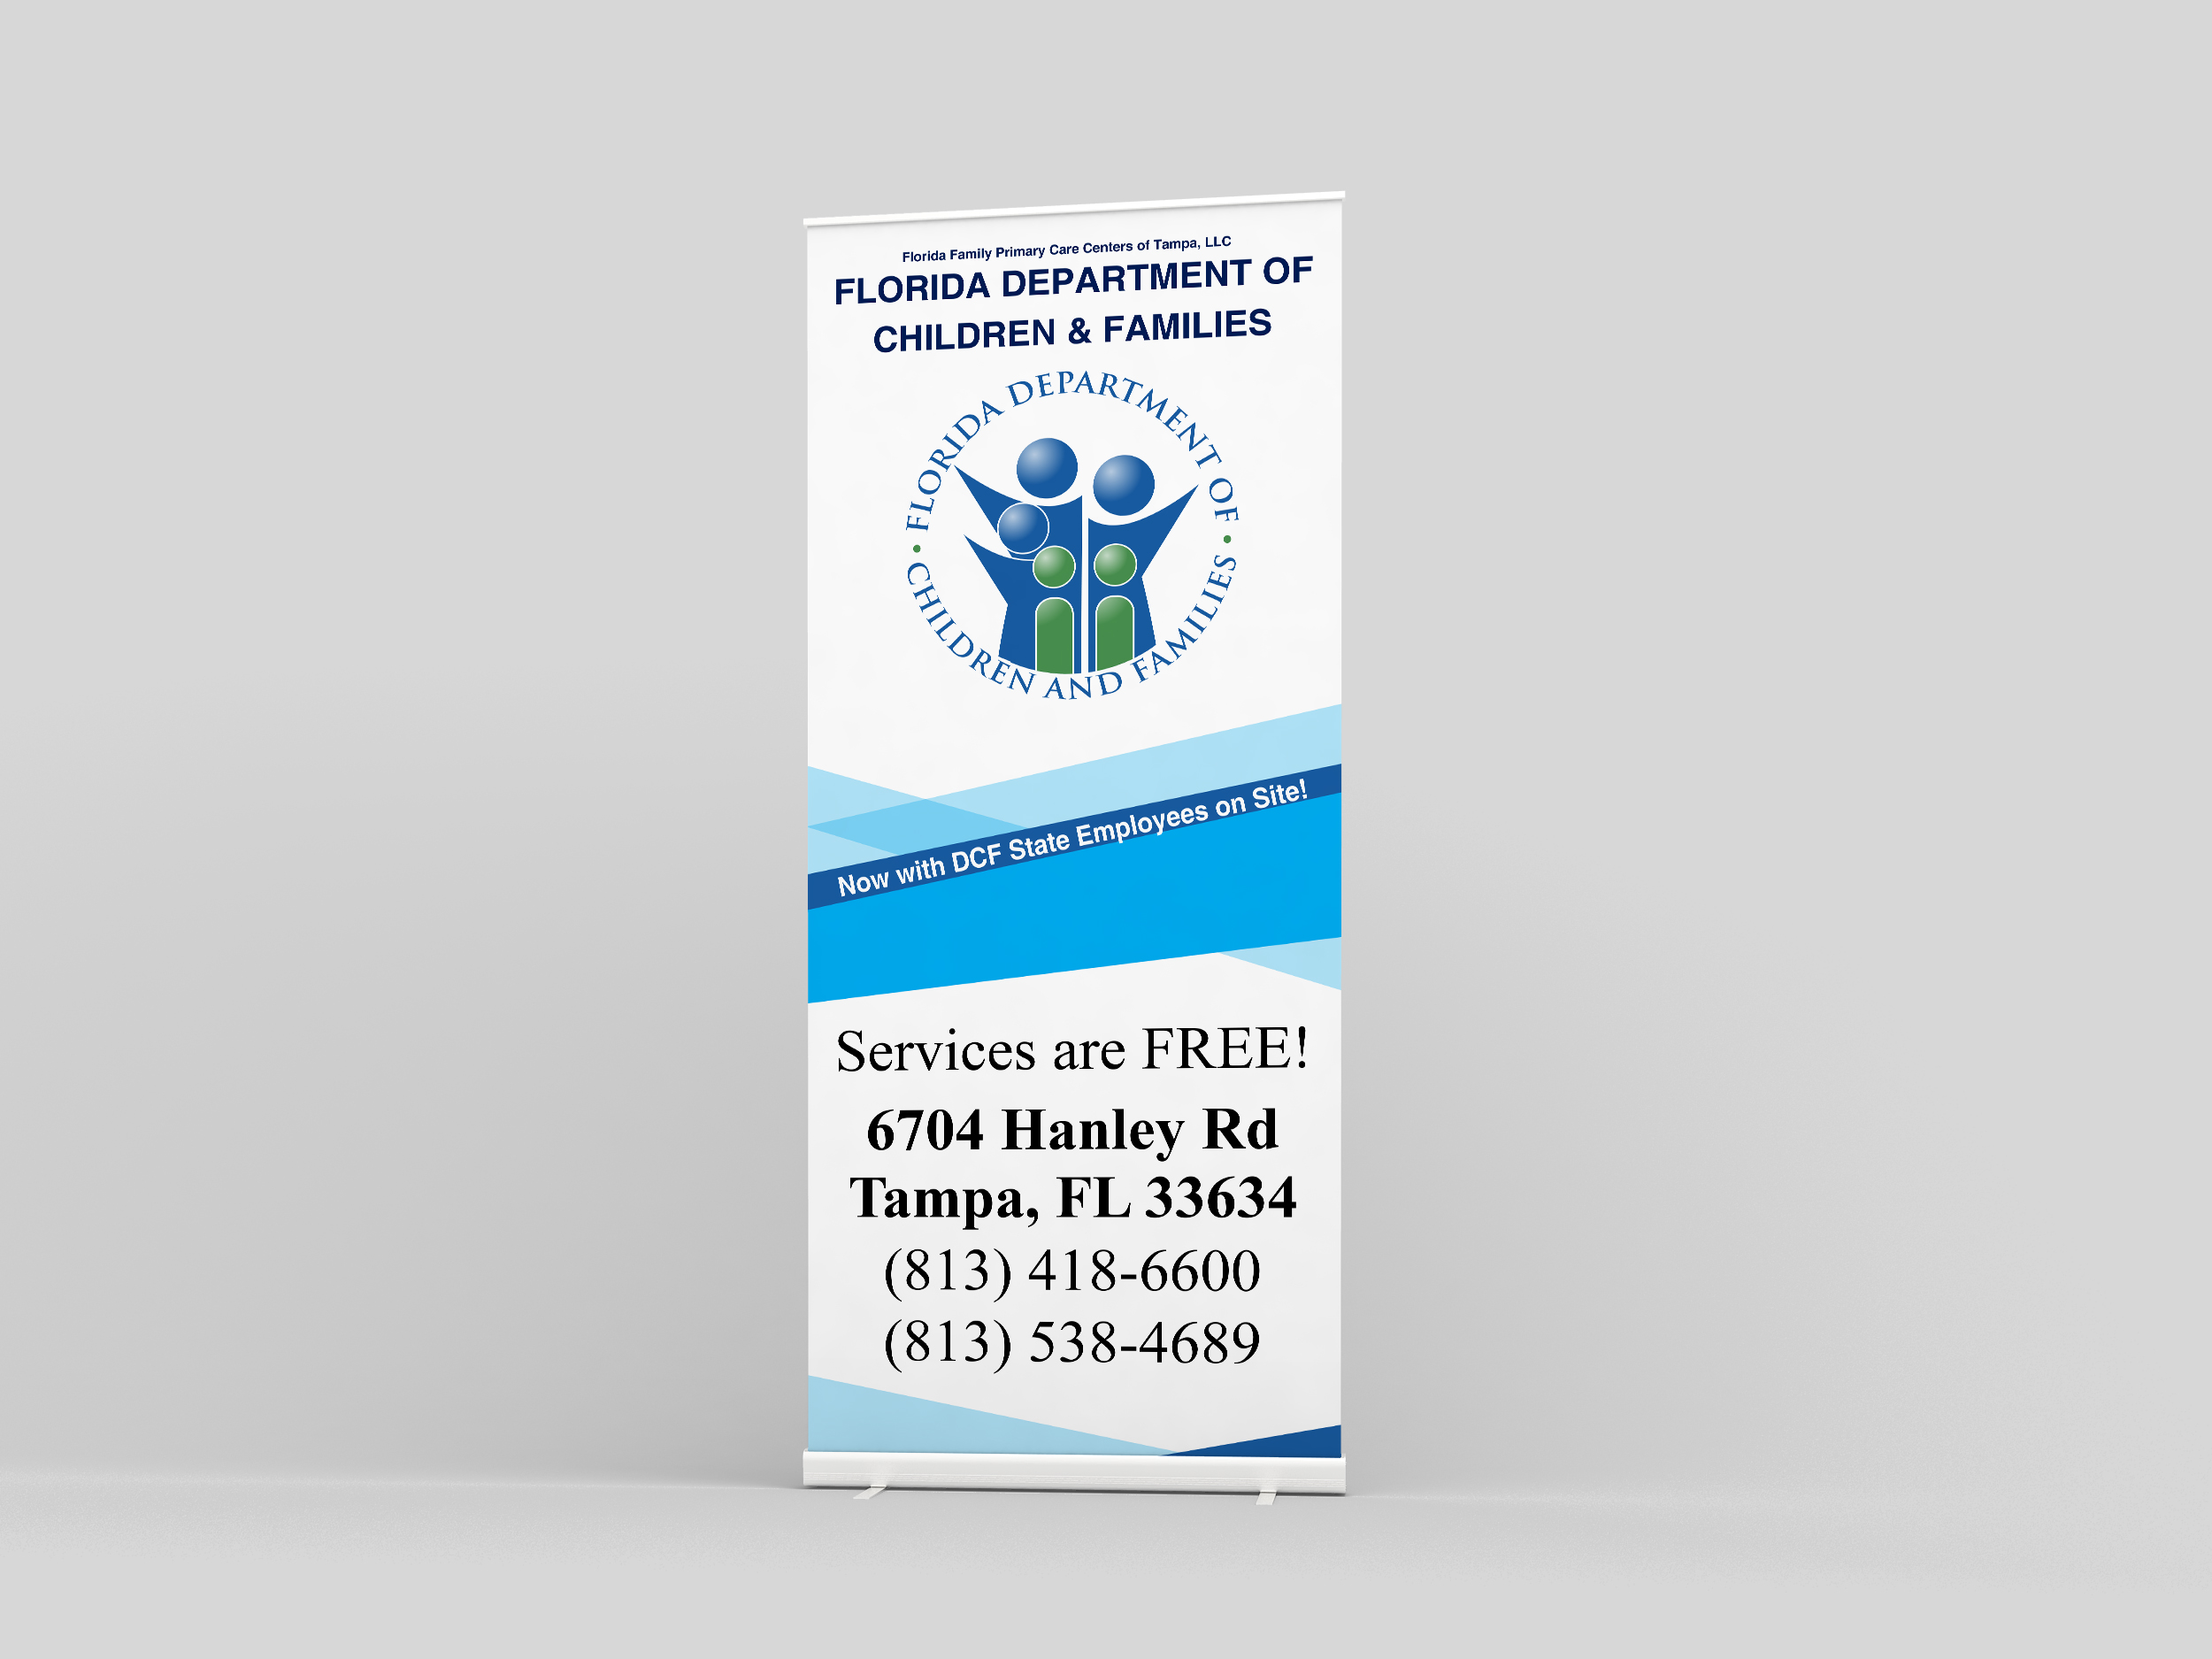 Florida Family Primary Care Centers of Tampa, LLC
FLORIDA DEPARTMENT OF
CHILDREN & FAMILIES
FLORIDA DEPARTMENT OF
CHILDREN AND FAMILIES
Now with DCF State Employees on Site!
Services are FREE!
6704 Hanley Rd
Tampa, FL 33634
(813) 418-6600
(813) 538-4689